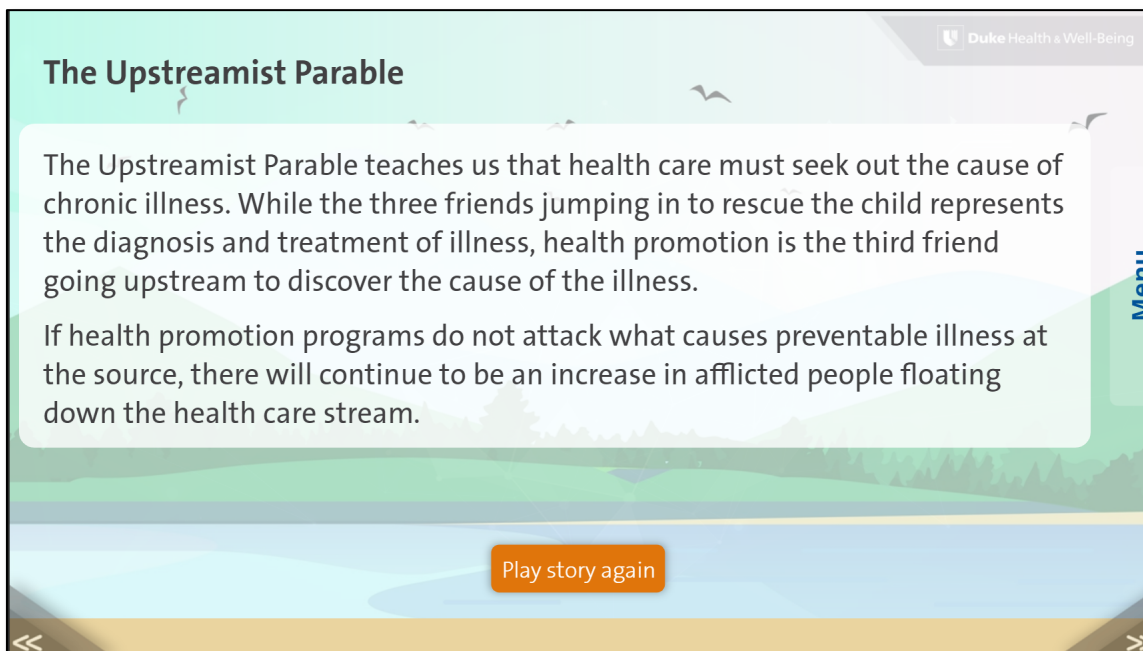 Duke Health & Well-Being
The Upstreamist Parable
The Upstreamist Parable teaches us that health care must seek out the cause of
chronic illness. While the three friends jumping in to rescue the child represents
the diagnosis and treatment of illness, health promotion is the third friend
going upstream to discover the cause of the illness.
If health promotion programs do not attack what causes preventable illness at
the source, there will continue to be an increase in afflicted people floating
down the health care stream.
Menu
Play story again